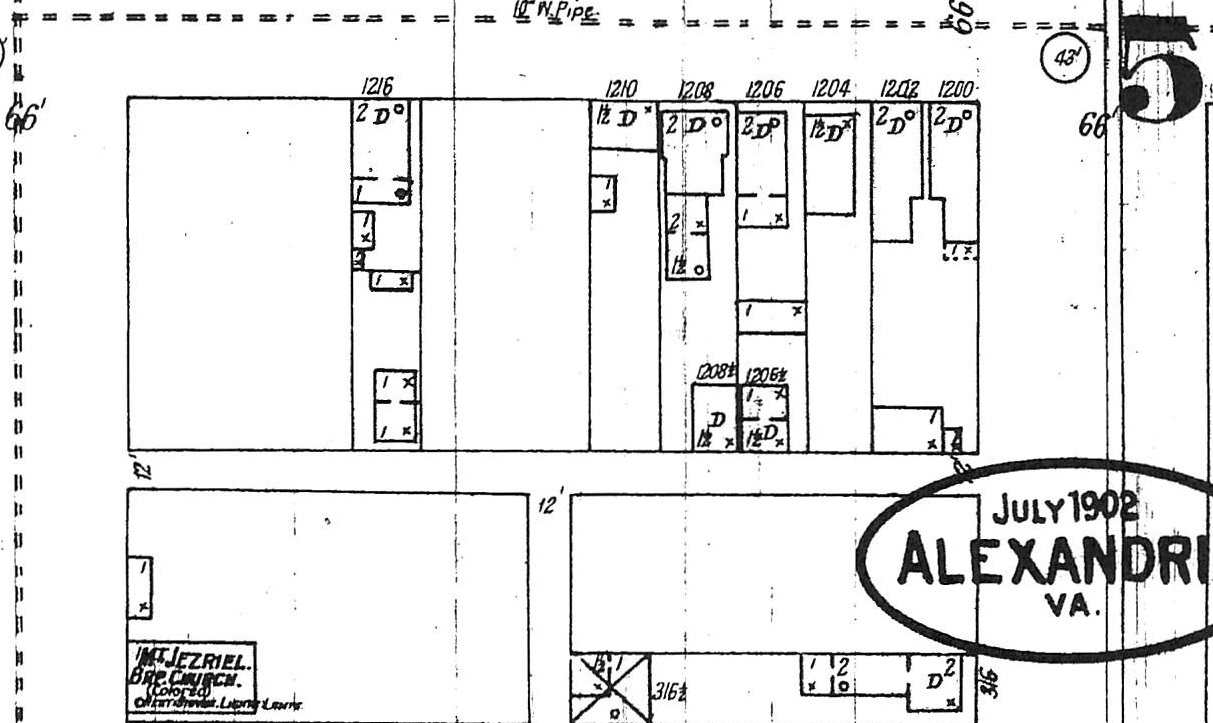 10" W. Pipe.
66'
43'
5
66'
66'
1216
1210
1208
1206
1204
1202
1200
2 D
1½ D
2 D
2 D
1½ D
2 D
2 D
1
1
1
2
1
1
1½
1
1
1208½
1206½
1
1
1
D
1½
1½ D
1
12'
12'
12'
JULY 1902
ALEXANDRI
VA.
1
MT. JEZRIEL.
BAP. CHURCH.
(Colored)
1
316½
1
2
D 2
316